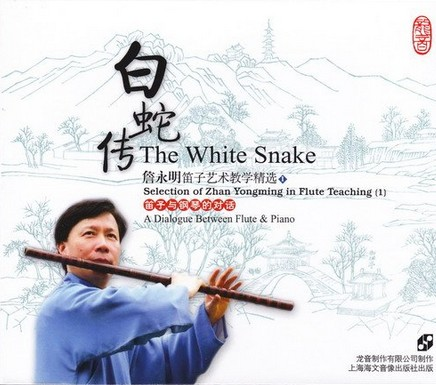 龍音
白蛇传
The White Snake
詹永明笛子艺术教学精选1
Selection of Zhan Yongming in Flute Teaching (1)
笛子与钢琴的对话
A Dialogue Between Flute & Piano
龙音制作有限公司制作
上海海文音像出版社出版